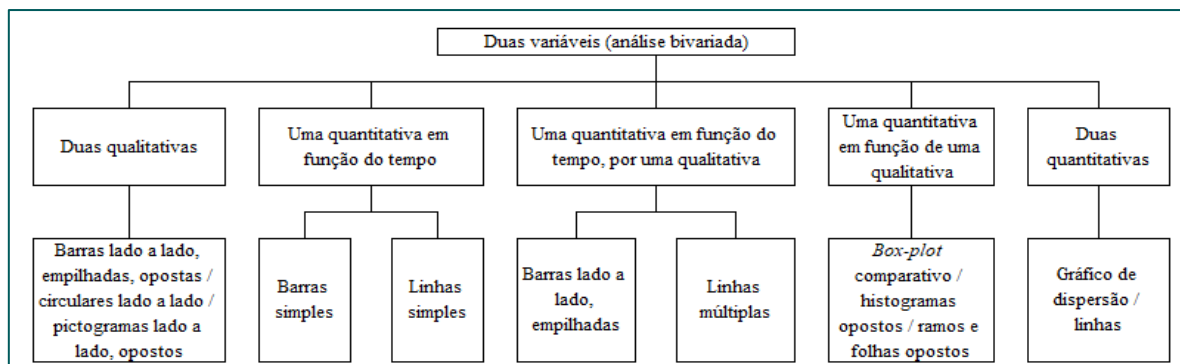 Duas variáveis (análise bivariada)
Duas qualitativas
Uma quantitativa em
função do tempo
Uma quantitativa em função do
tempo, por uma qualitativa
Uma quantitativa
em função de uma
qualitativa
Duas
quantitativas
Barras lado a lado,
empilhadas, opostas /
circulares lado a lado /
pictogramas lado a
lado, opostos
Barras
simples
Linhas
simples
Barras lado a
lado,
empilhadas
Linhas
múltiplas
Box-plot
comparativo /
histogramas
opostos / ramos e
folhas opostos
Gráfico de
dispersão /
linhas